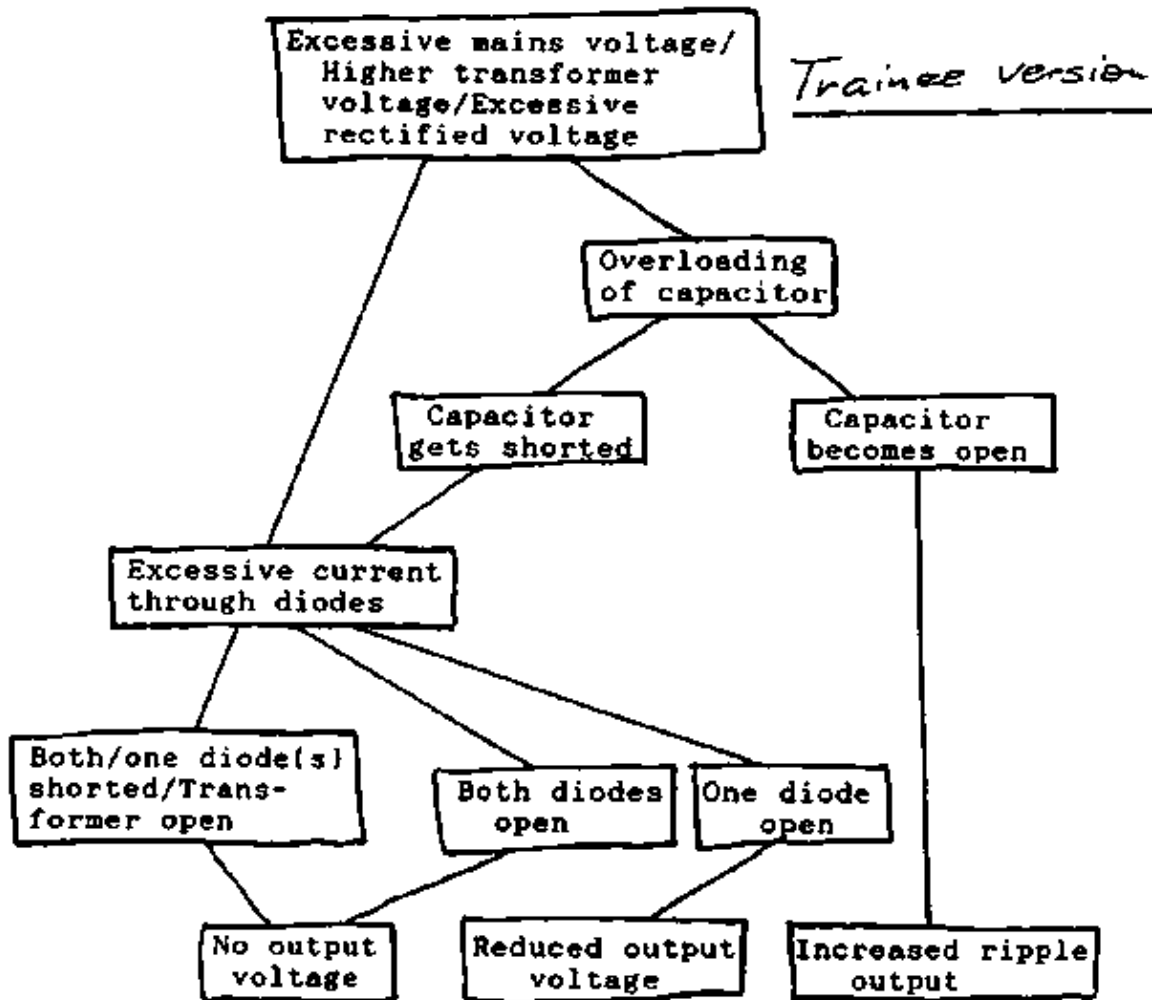 Excessive mains voltage/
Higher transformer
voltage/Excessive
rectified voltage
Trainee version
Overloading
of capacitor
Capacitor
gets shorted
Capacitor
becomes open
Excessive current
through diodes
Both/one diode(s)
shorted/Trans-
former open
Both diodes
open
One diode
open
No output
voltage
Reduced output
voltage
Increased ripple
output